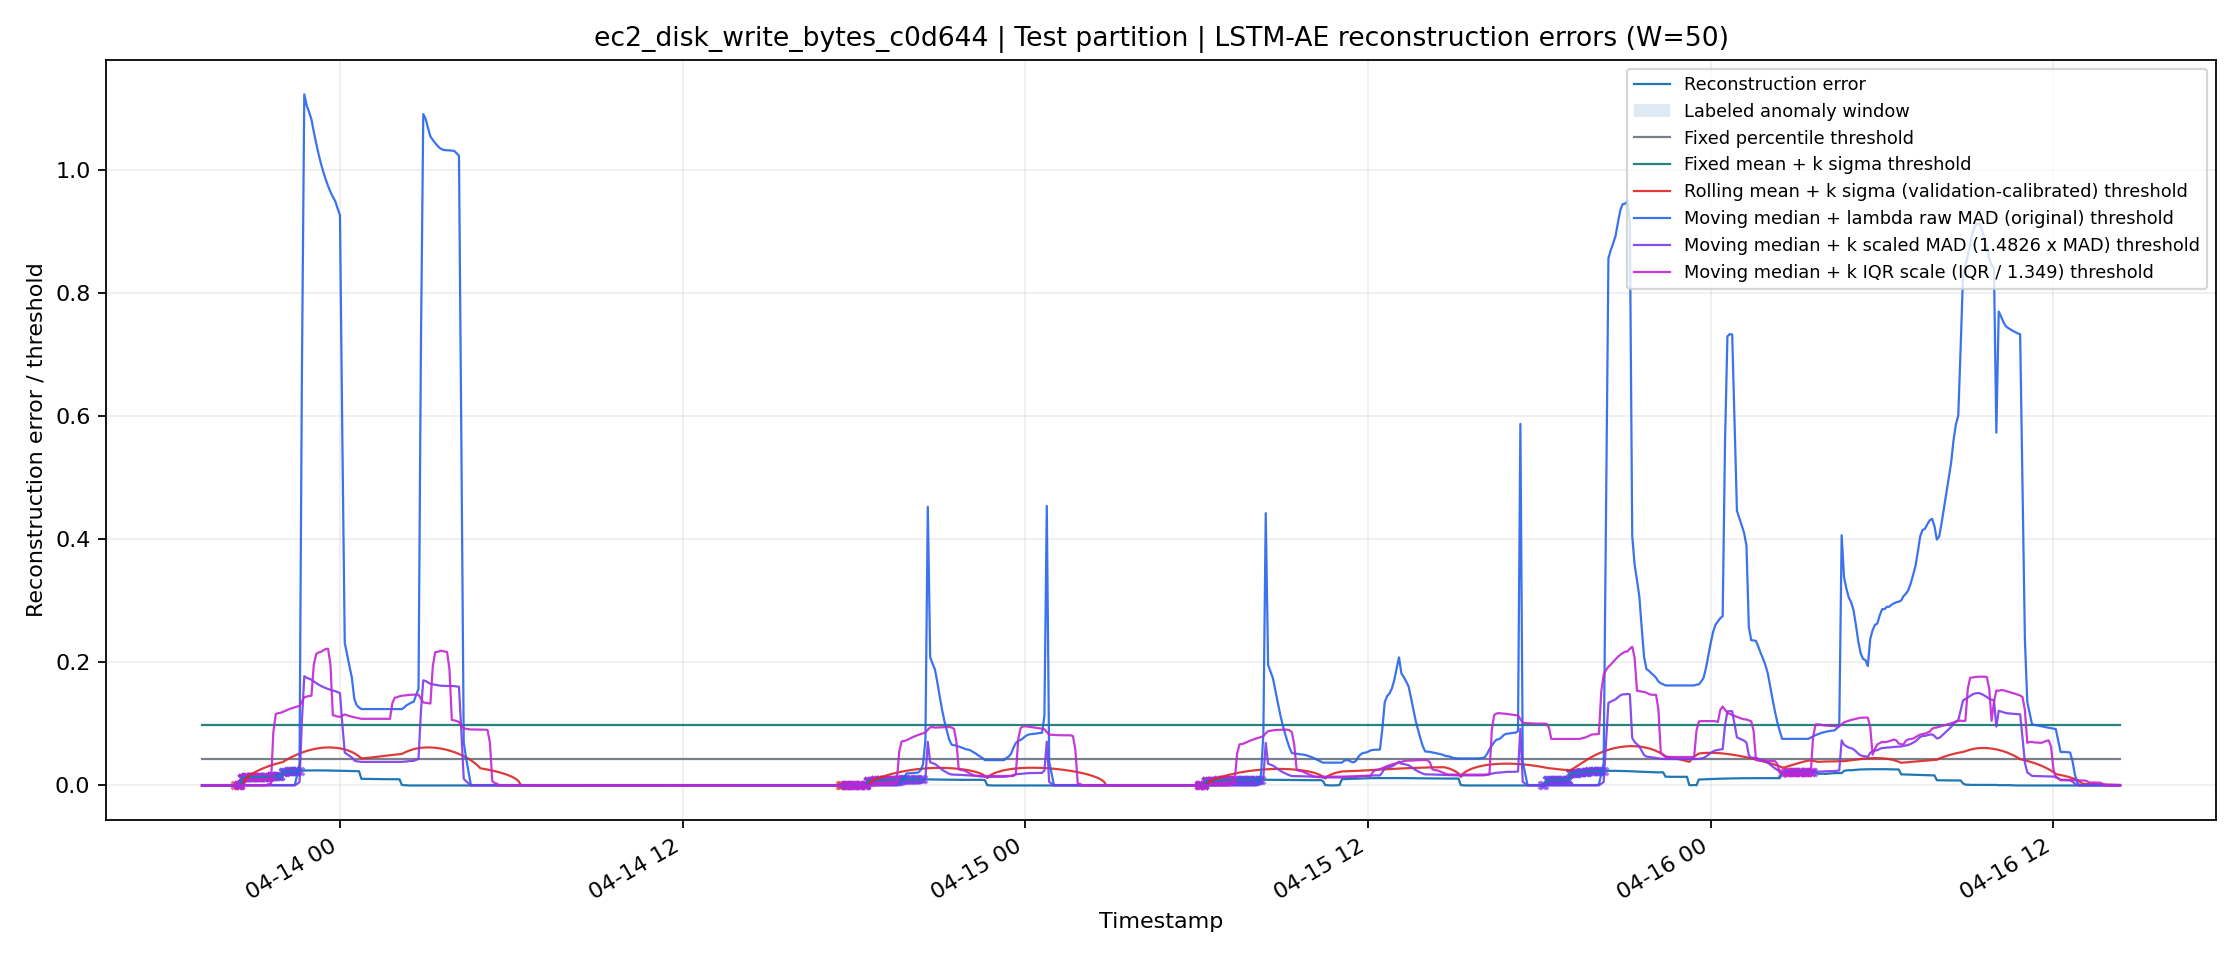 ec2_disk_write_bytes_c0d644 | Test partition | LSTM-AE reconstruction errors (W=50)
Reconstruction error
Labeled anomaly window
Fixed percentile threshold
Fixed mean + k sigma threshold
Rolling mean + k sigma (validation-calibrated) threshold
Moving median + lambda raw MAD (original) threshold
Moving median + k scaled MAD (1.4826 x MAD) threshold
Moving median + k IQR scale (IQR / 1.349) threshold
Reconstruction error / threshold
1.0
0.8
0.6
0.4
0.2
0.0
04-14 00
04-14 12
04-15 00
04-15 12
04-16 00
04-16 12
Timestamp